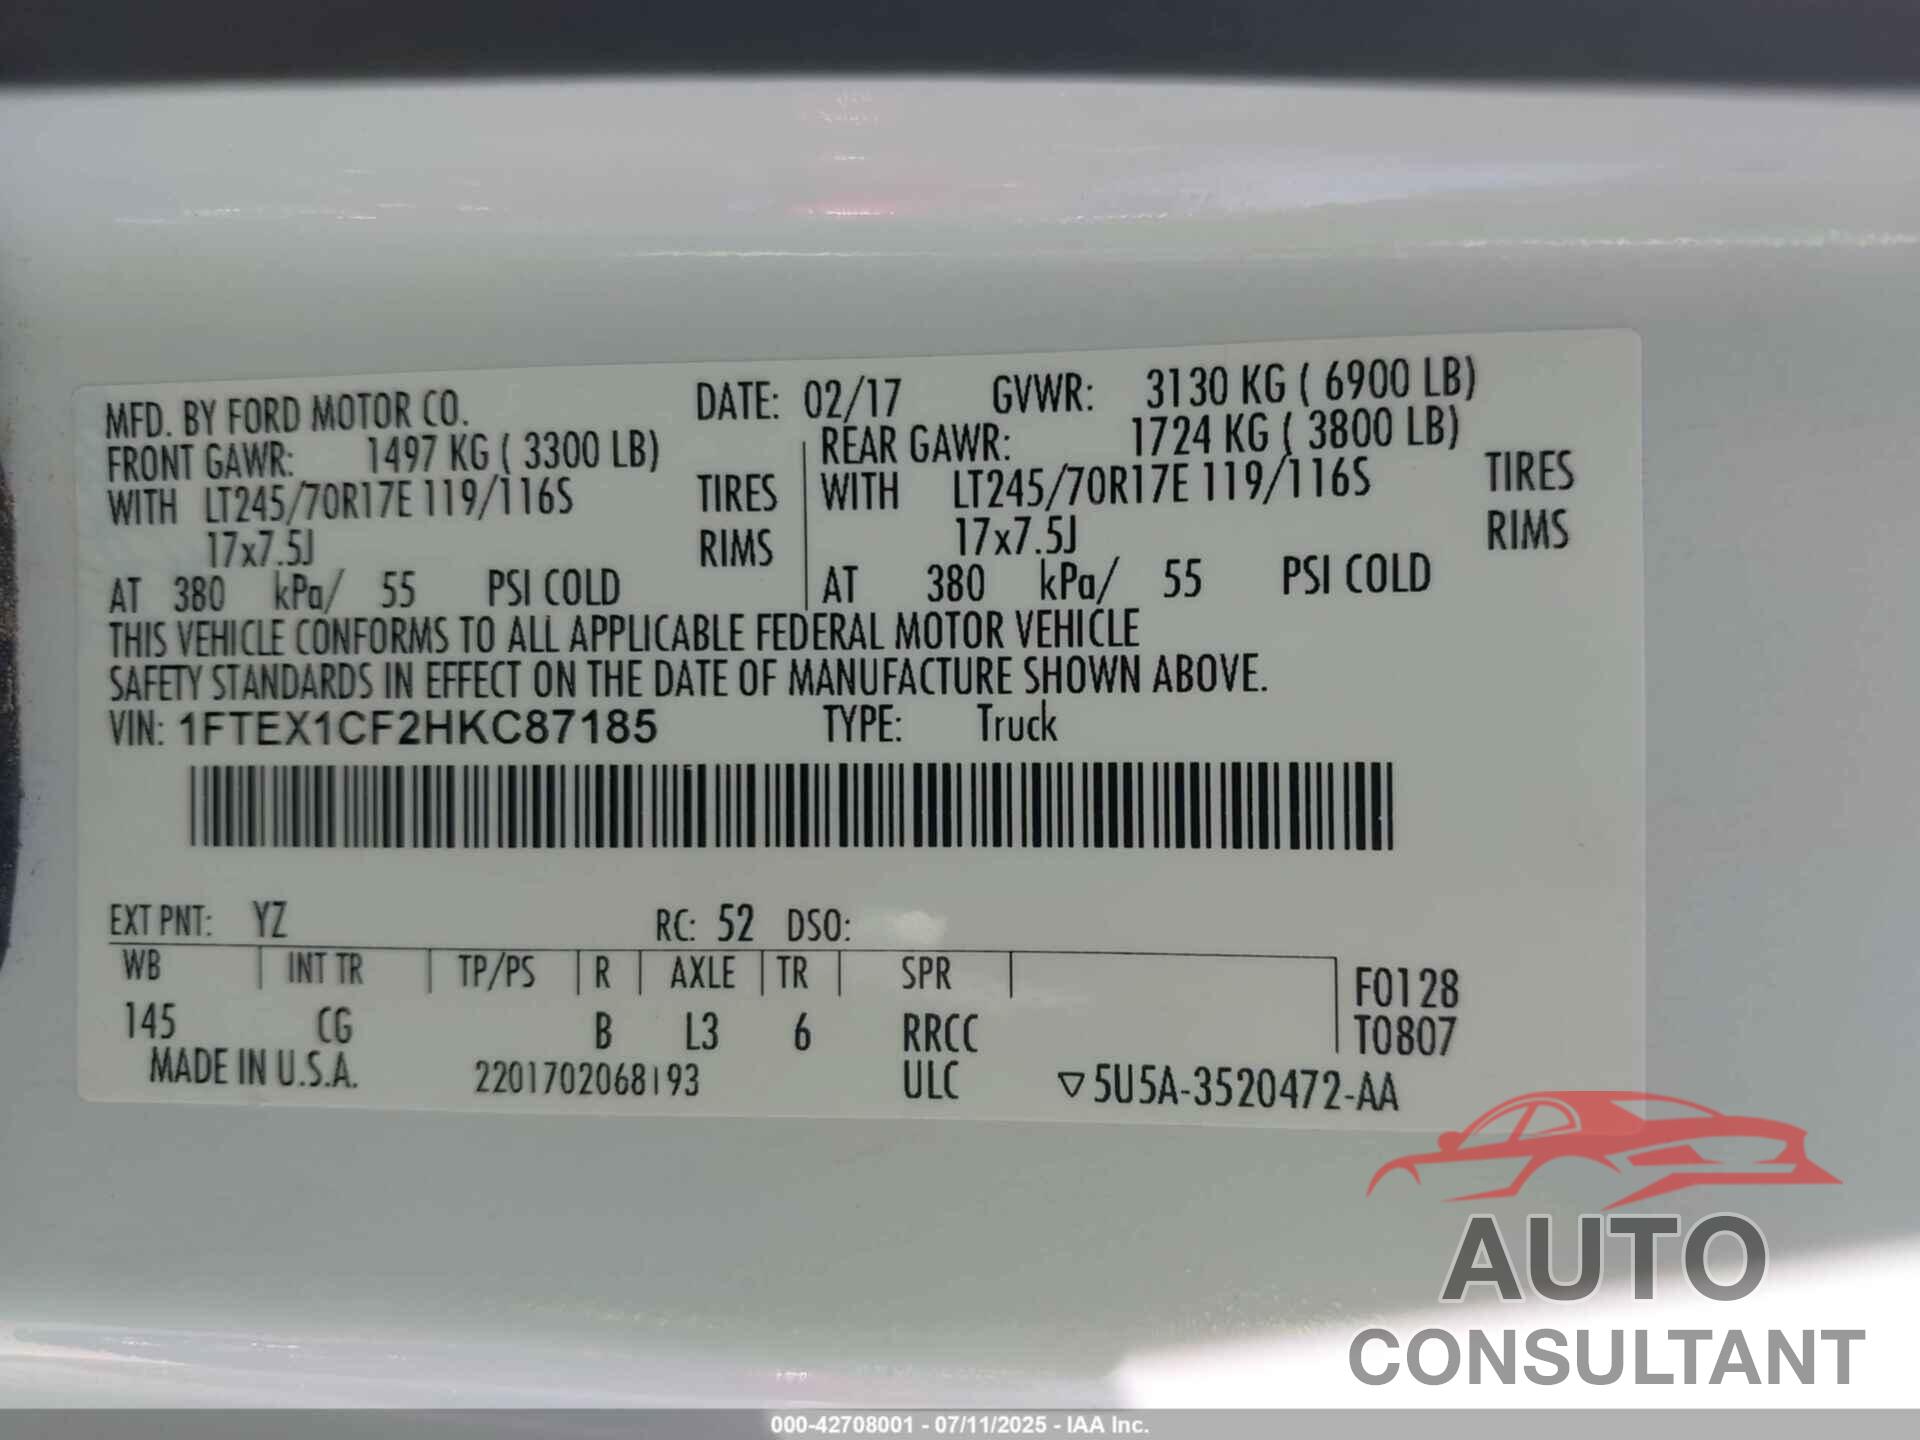 MFD. BY FORD MOTOR CO. DATE: 02/17 GVWR: 3130 KG ( 6900 LB)
FRONT GAWR: 1497 KG ( 3300 LB) REAR GAWR: 1724 KG ( 3800 LB)
WITH LT245/70R17E 119/116S TIRES WITH LT245/70R17E 119/116S TIRES
17x7.5J RIMS 17x7.5J RIMS
AT 380 kPa/ 55 PSI COLD AT 380 kPa/ 55 PSI COLD
THIS VEHICLE CONFORMS TO ALL APPLICABLE FEDERAL MOTOR VEHICLE
SAFETY STANDARDS IN EFFECT ON THE DATE OF MANUFACTURE SHOWN ABOVE.
VIN: 1FTEX1CF2HKC87185 TYPE: Truck
EXT PNT: YZ RC: 52 DSO:
WB INT TR TP/PS R AXLE TR SPR F0128
145 CG B L3 6 RRCC T0807
MADE IN U.S.A. 2201702068193 ULC ▽5U5A-3520472-AA
AUTO
CONSULTANT
000-42708001 - 07/11/2025 - IAA Inc.